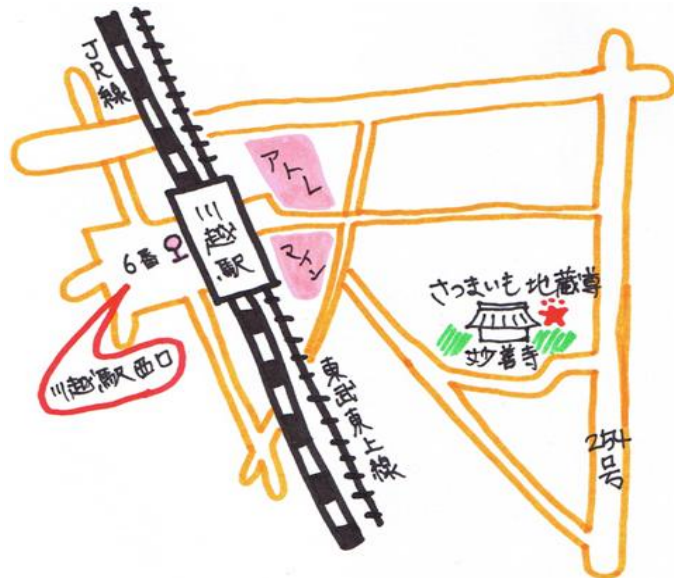 JR線
アトレ
川越駅
マイン
6番
川越駅西口
東武東上線
さつまいも地蔵尊
妙善寺
254号